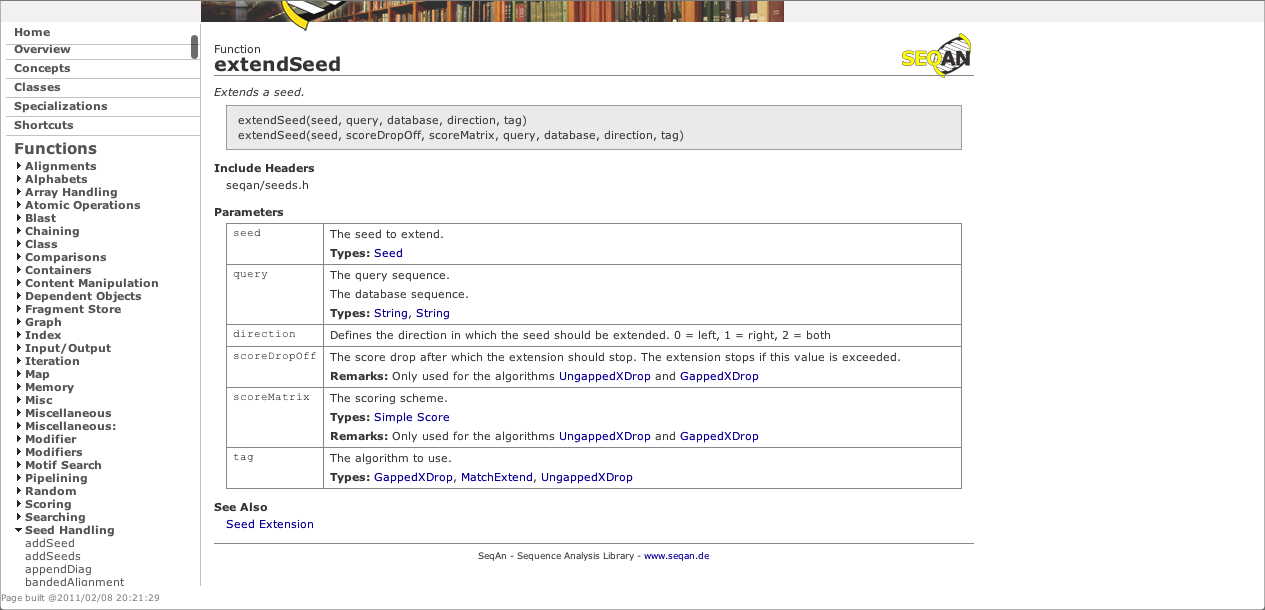 Home
Overview
Concepts
Classes
Specializations
Shortcuts
Functions
Alignments
Alphabets
Array Handling
Atomic Operations
Blast
Chaining
Class
Comparisons
Containers
Content Manipulation
Dependent Objects
Fragment Store
Graph
Index
Input/Output
Iteration
Map
Memory
Misc
Miscellaneous
Miscellaneous:
Modifier
Modifiers
Motif Search
Pipelining
Random
Scoring
Searching
Seed Handling
addSeed
addSeeds
appendDiag
bandedAlignment
Page built @2011/02/08 20:21:29
Function
extendSeed
SEQAN
Extends a seed.
extendSeed(seed, query, database, direction, tag)
extendSeed(seed, scoreDropOff, scoreMatrix, query, database, direction, tag)
Include Headers
seqan/seeds.h
Parameters
seed
The seed to extend.
Types: Seed
query
The query sequence.
The database sequence.
Types: String, String
direction
Defines the direction in which the seed should be extended. 0 = left, 1 = right, 2 = both
scoreDropOff
The score drop after which the extension should stop. The extension stops if this value is exceeded.
Remarks: Only used for the algorithms UngappedXDrop and GappedXDrop
scoreMatrix
The scoring scheme.
Types: Simple Score
Remarks: Only used for the algorithms UngappedXDrop and GappedXDrop
tag
The algorithm to use.
Types: GappedXDrop, MatchExtend, UngappedXDrop
See Also
Seed Extension
SeqAn - Sequence Analysis Library - www.seqan.de